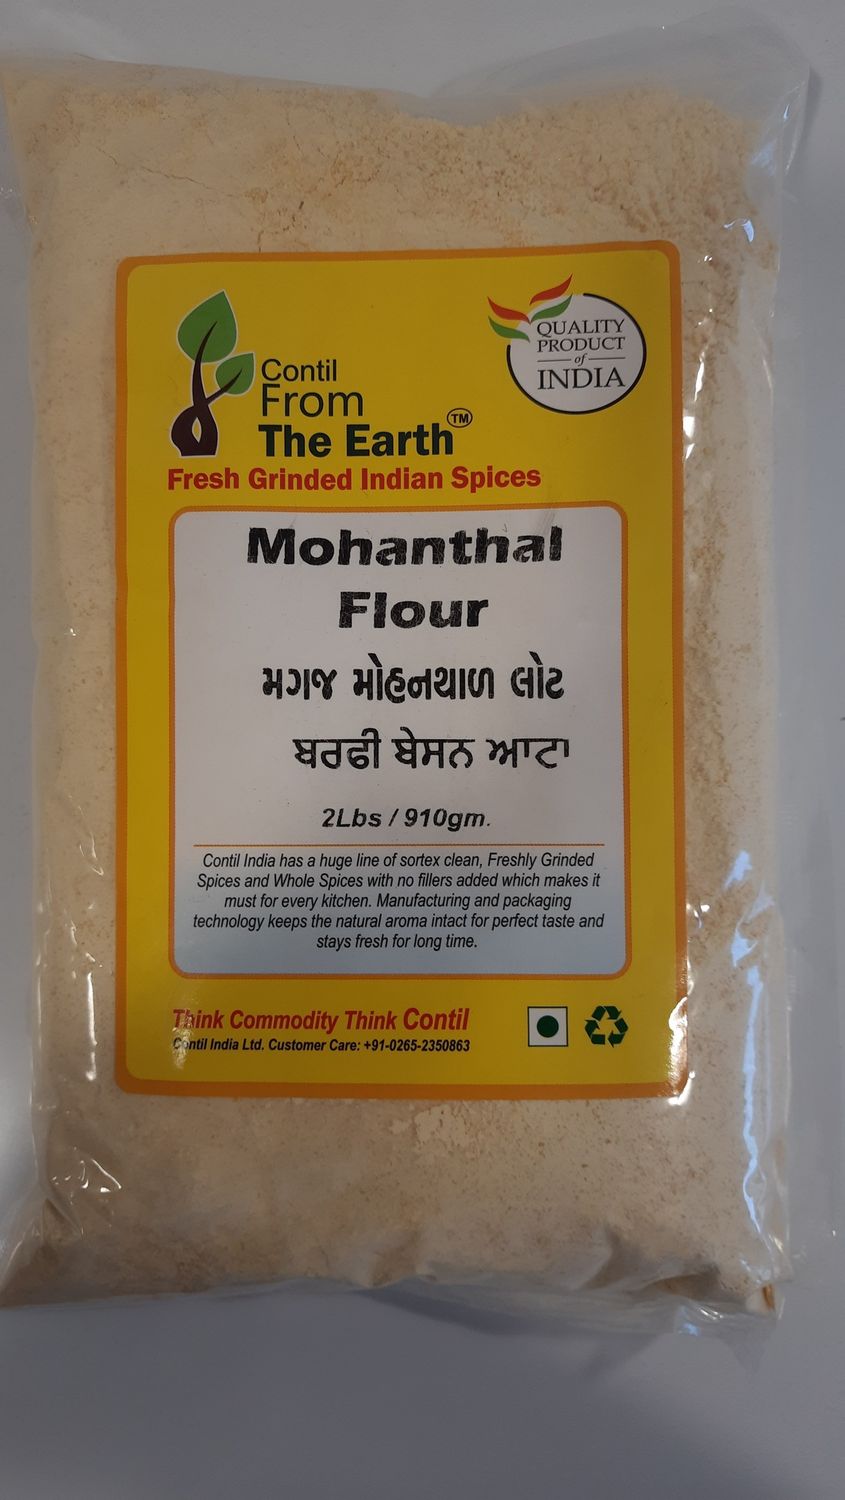 Contil
From
The Earth™
Fresh Grinded Indian Spices
QUALITY
PRODUCT
of
INDIA
Mohanthal
Flour
મગજ મોહનથાળ લોટ
ਬਰਫੀ ਬੇਸਨ ਆਟਾ
2Lbs / 910gm.
Contil India has a huge line of sortex clean, Freshly Grinded
Spices and Whole Spices with no fillers added which makes it
must for every kitchen. Manufacturing and packaging
technology keeps the natural aroma intact for perfect taste and
stays fresh for long time.
Think Commodity Think Contil
Contil India Ltd. Customer Care: +91-0265-2350863